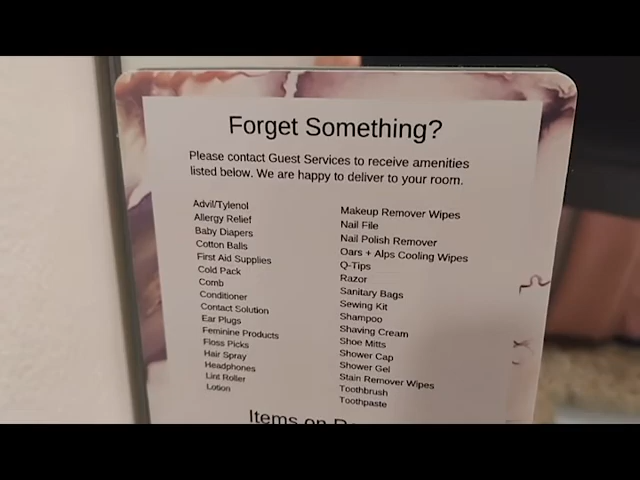 Forget Something?
Please contact Guest Services to receive amenities
listed below. We are happy to deliver to your room.
Advil/Tylenol
Allergy Relief
Baby Diapers
Cotton Balls
First Aid Supplies
Cold Pack
Comb
Conditioner
Contact Solution
Ear Plugs
Feminine Products
Floss Picks
Hair Spray
Headphones
Lint Roller
Lotion
Makeup Remover Wipes
Nail File
Nail Polish Remover
Oars + Alps Cooling Wipes
Q-Tips
Razor
Sanitary Bags
Sewing Kit
Shampoo
Shaving Cream
Shoe Mitts
Shower Cap
Shower Gel
Stain Remover Wipes
Toothbrush
Toothpaste
Items on